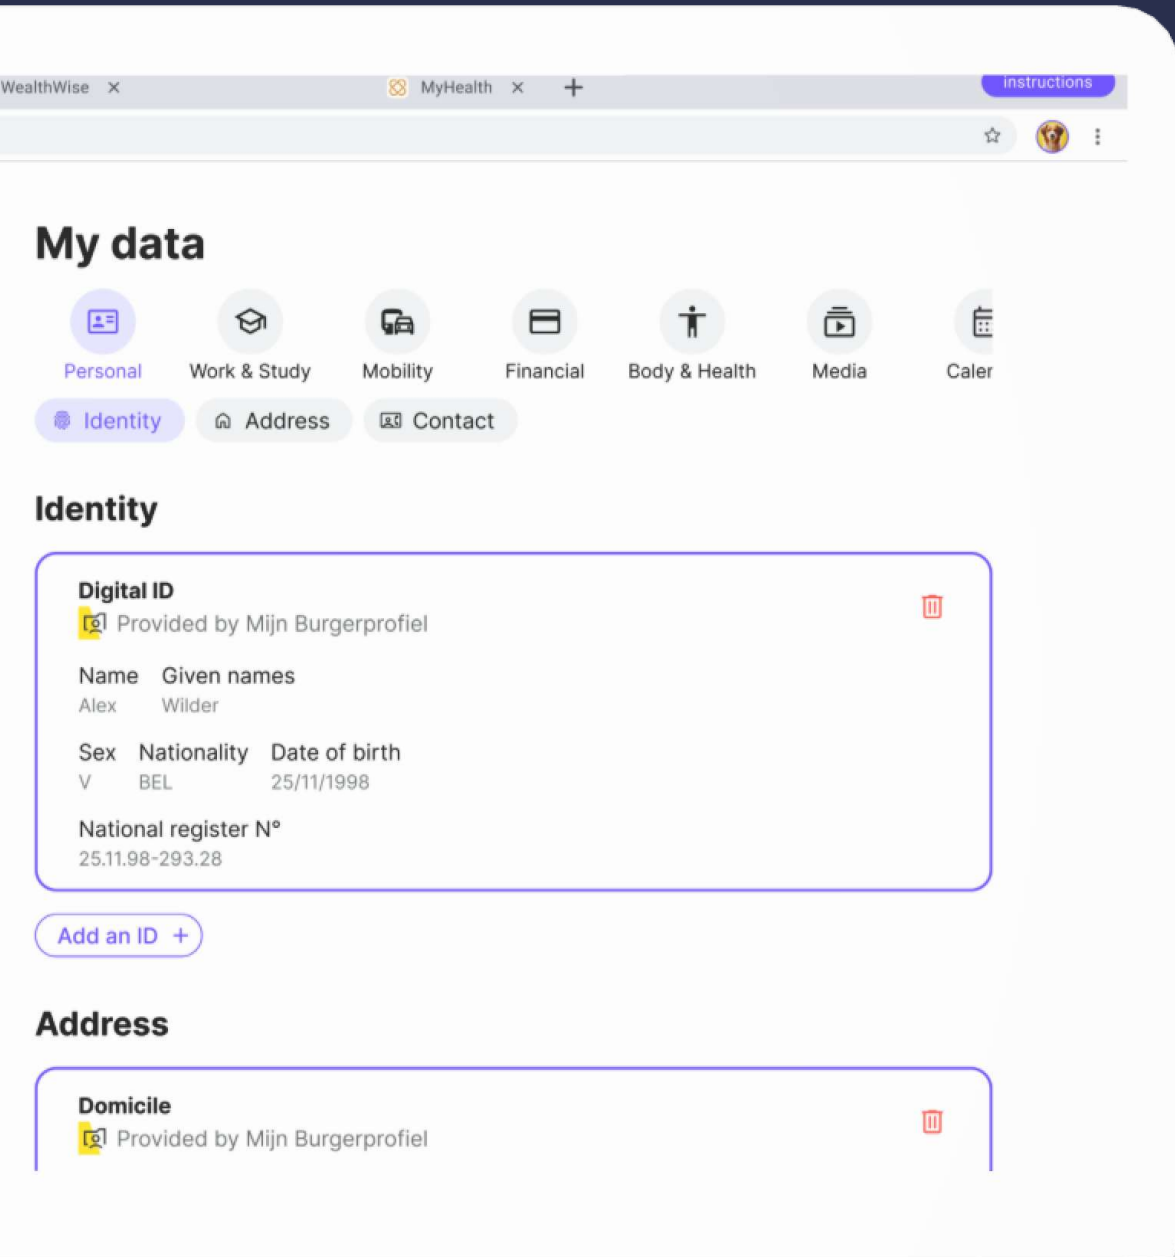 WealthWise
MyHealth
instructions
My data
Personal Work & Study Mobility Financial Body & Health Media Caler
Identity Address Contact
Identity
Digital ID
Provided by Mijn Burgerprofiel
Name Given names
Alex Wilder
Sex Nationality Date of birth
V BEL 25/11/1998
National register N°
25.11.98-293.28
Add an ID +
Address
Domicile
Provided by Mijn Burgerprofiel